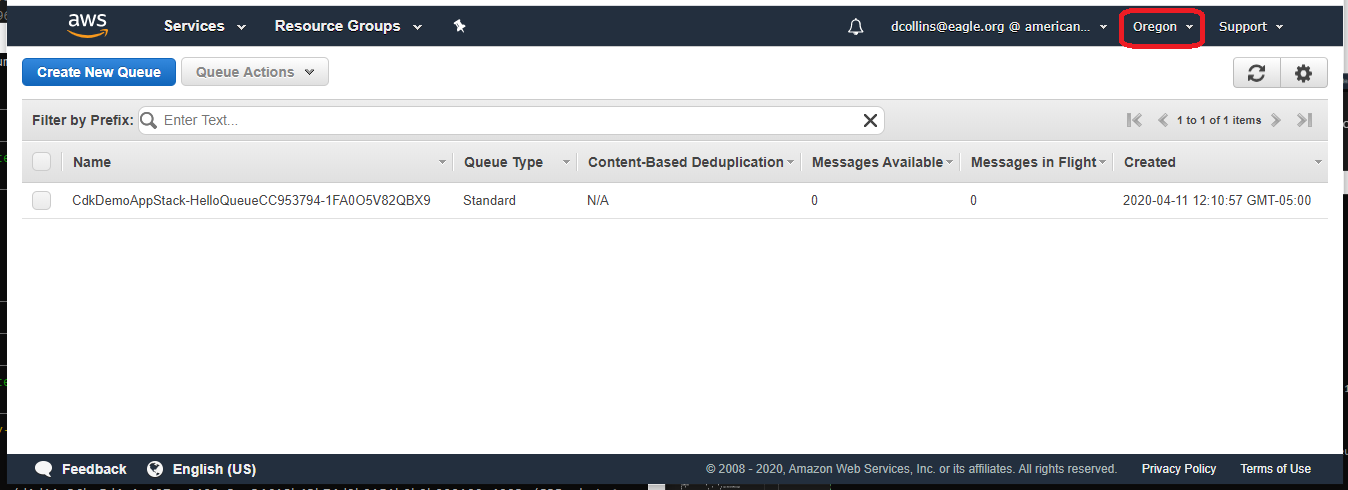 aws Services Resource Groups dcollins@eagle.org @ american... Oregon Support
Create New Queue Queue Actions
Filter by Prefix: Enter Text... 1 to 1 of 1 items
Name Queue Type Content-Based Deduplication Messages Available Messages in Flight Created
CdkDemoAppStack-HelloQueueCC953794-1FA0O5V82QBX9 Standard N/A 0 0 2020-04-11 12:10:57 GMT-05:00
Feedback English (US) © 2008 - 2020, Amazon Web Services, Inc. or its affiliates. All rights reserved. Privacy Policy Terms of Use